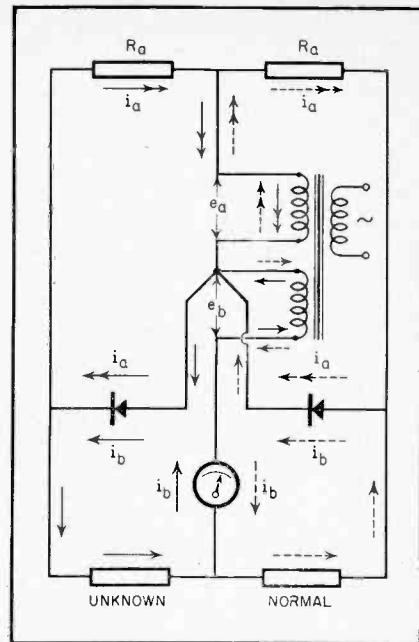 Ra Ra
ia ia
ea
eb
ia ia
ib ib
ib ib
~
UNKNOWN NORMAL